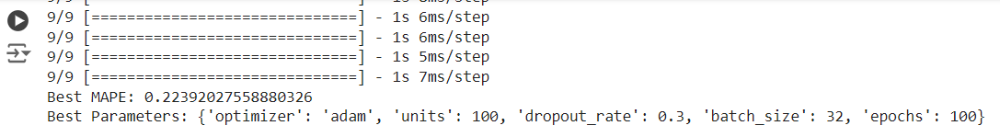 9/9 [==============================] - 1s 6ms/step
9/9 [==============================] - 1s 6ms/step
9/9 [==============================] - 1s 5ms/step
9/9 [==============================] - 1s 7ms/step
Best MAPE: 0.22392027558880326
Best Parameters: {'optimizer': 'adam', 'units': 100, 'dropout_rate': 0.3, 'batch_size': 32, 'epochs': 100}